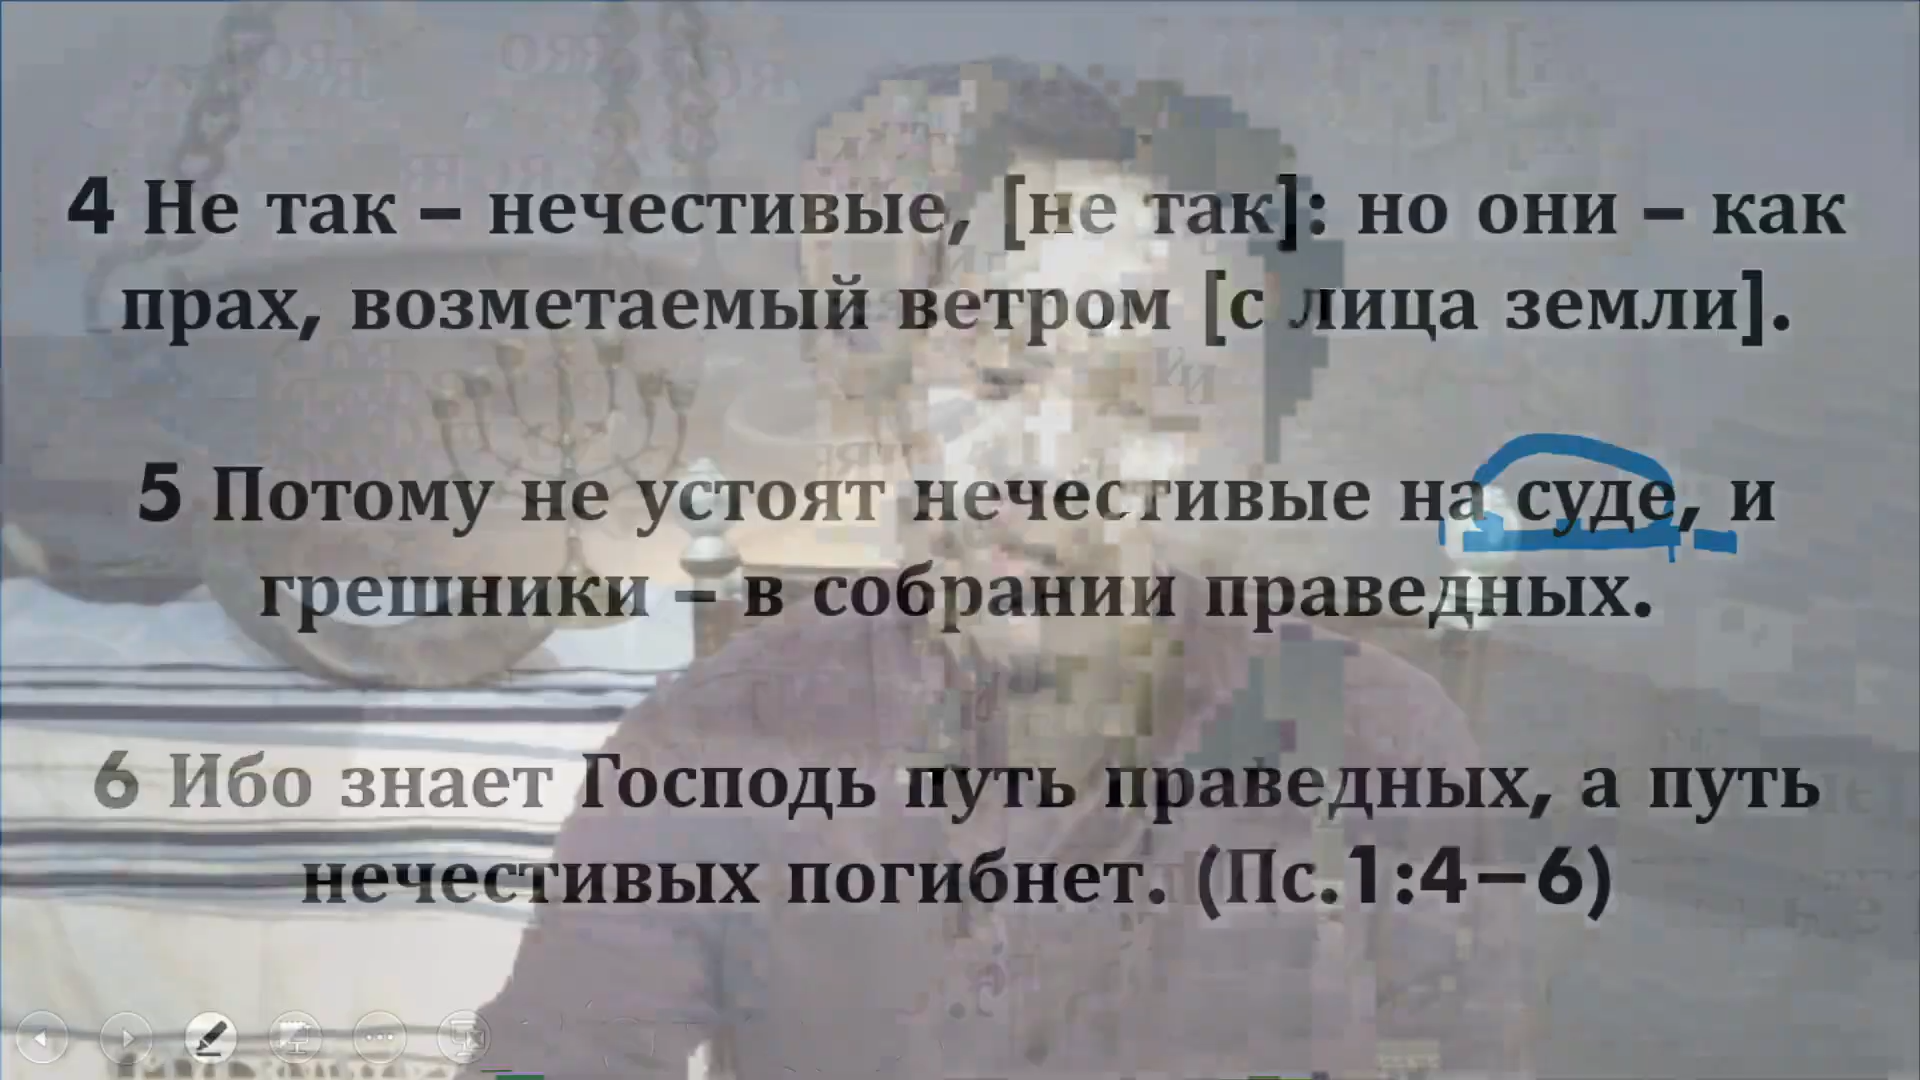 4 Не так – нечестивые, [не так]: но они – как
прах, возметаемый ветром [с лица земли].
5 Потому не устоят нечестивые на суде, и
грешники – в собрании праведных.
6 Ибо знает Господь путь праведных, а путь
нечестивых погибнет. (Пс.1:4–6)